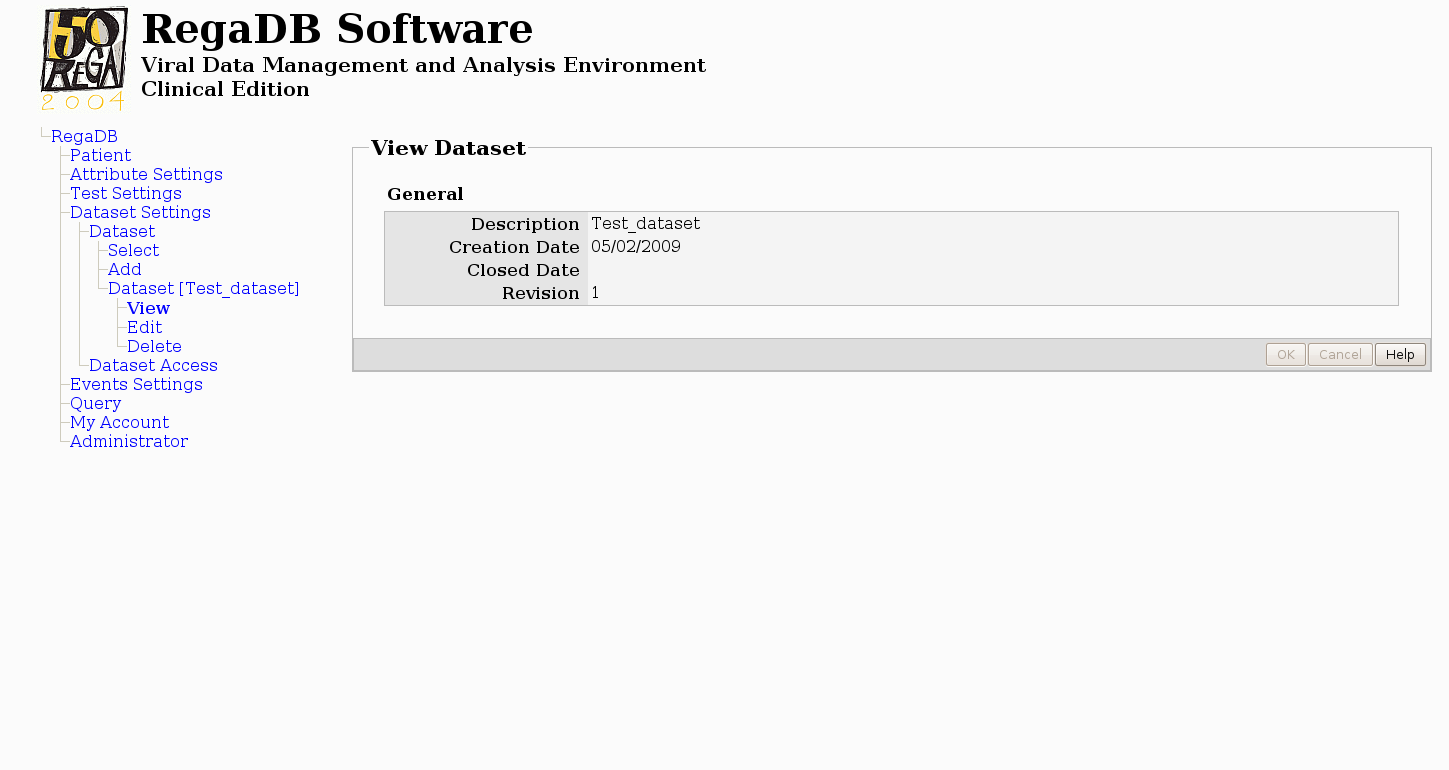 50
REGA
2004
RegaDB Software
Viral Data Management and Analysis Environment
Clinical Edition
RegaDB
Patient
Attribute Settings
Test Settings
Dataset Settings
Dataset
Select
Add
Dataset [Test_dataset]
View
Edit
Delete
Dataset Access
Events Settings
Query
My Account
Administrator
View Dataset
General
Description Test_dataset
Creation Date 05/02/2009
Closed Date
Revision 1
OK Cancel Help